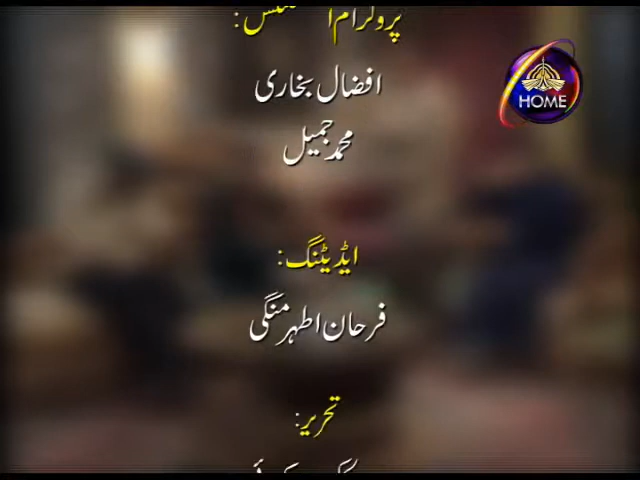 پروگرام
HOME
افضال بخاری
محمد جمیل
ایڈیٹنگ:
فرحان اطہر منگی
تحریر: